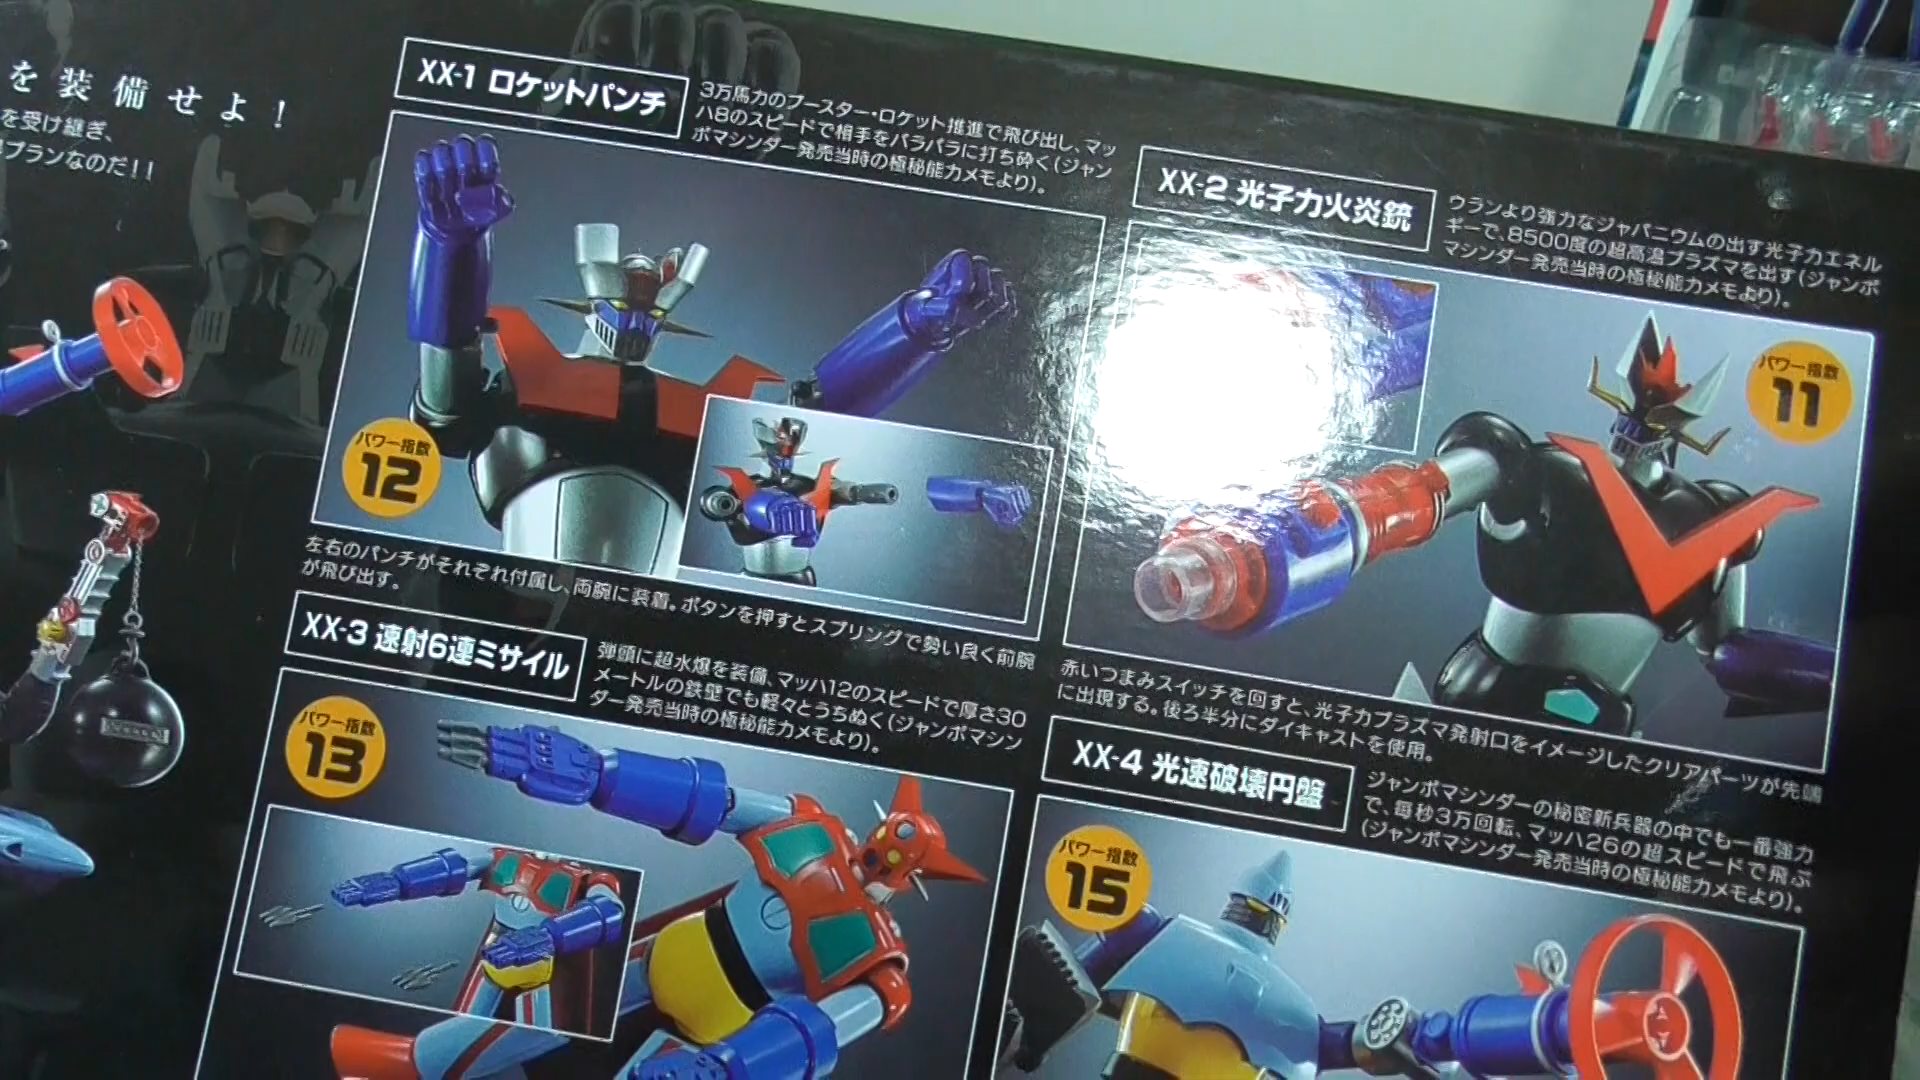 を装備せよ！
を受け継ぎ、
プランなのだ!!
XX-1 ロケットパンチ
3万馬力のブースター・ロケット推進で飛び出し、マッ
ハ8のスピードで相手をバラバラに打ち砕く(ジャン
ボマシンダー発売当時の極秘能力メモより)。
パワー指数
12
左右のパンチがそれぞれ付属し、両腕に装着。ボタンを押すとスプリングで勢い良く前腕
が飛び出す。
XX-2 光子力火炎銃
ウランより強力なジャパニウムの出す光子力エネル
ギーで、8500度の超高温プラズマを出す(ジャンボ
マシンダー発売当時の極秘能力メモより)。
パワー指数
11
赤いつまみスイッチを回すと、光子力プラズマ発射口をイメージしたクリアパーツが先端
に出現する。後ろ半分にダイキャストを使用。
XX-3 速射6連ミサイル
弾頭に超水爆を装備、マッハ12のスピードで厚さ30
メートルの鉄壁でも軽々とうちぬく(ジャンボマシン
ダー発売当時の極秘能力メモより)。
パワー指数
13
XX-4 光速破壊円盤
ジャンボマシンダーの秘密新兵器の中でも一番強力
で、毎秒3万回転、マッハ26の超スピードで飛ぶ
(ジャンボマシンダー発売当時の極秘能力メモより)。
パワー指数
15